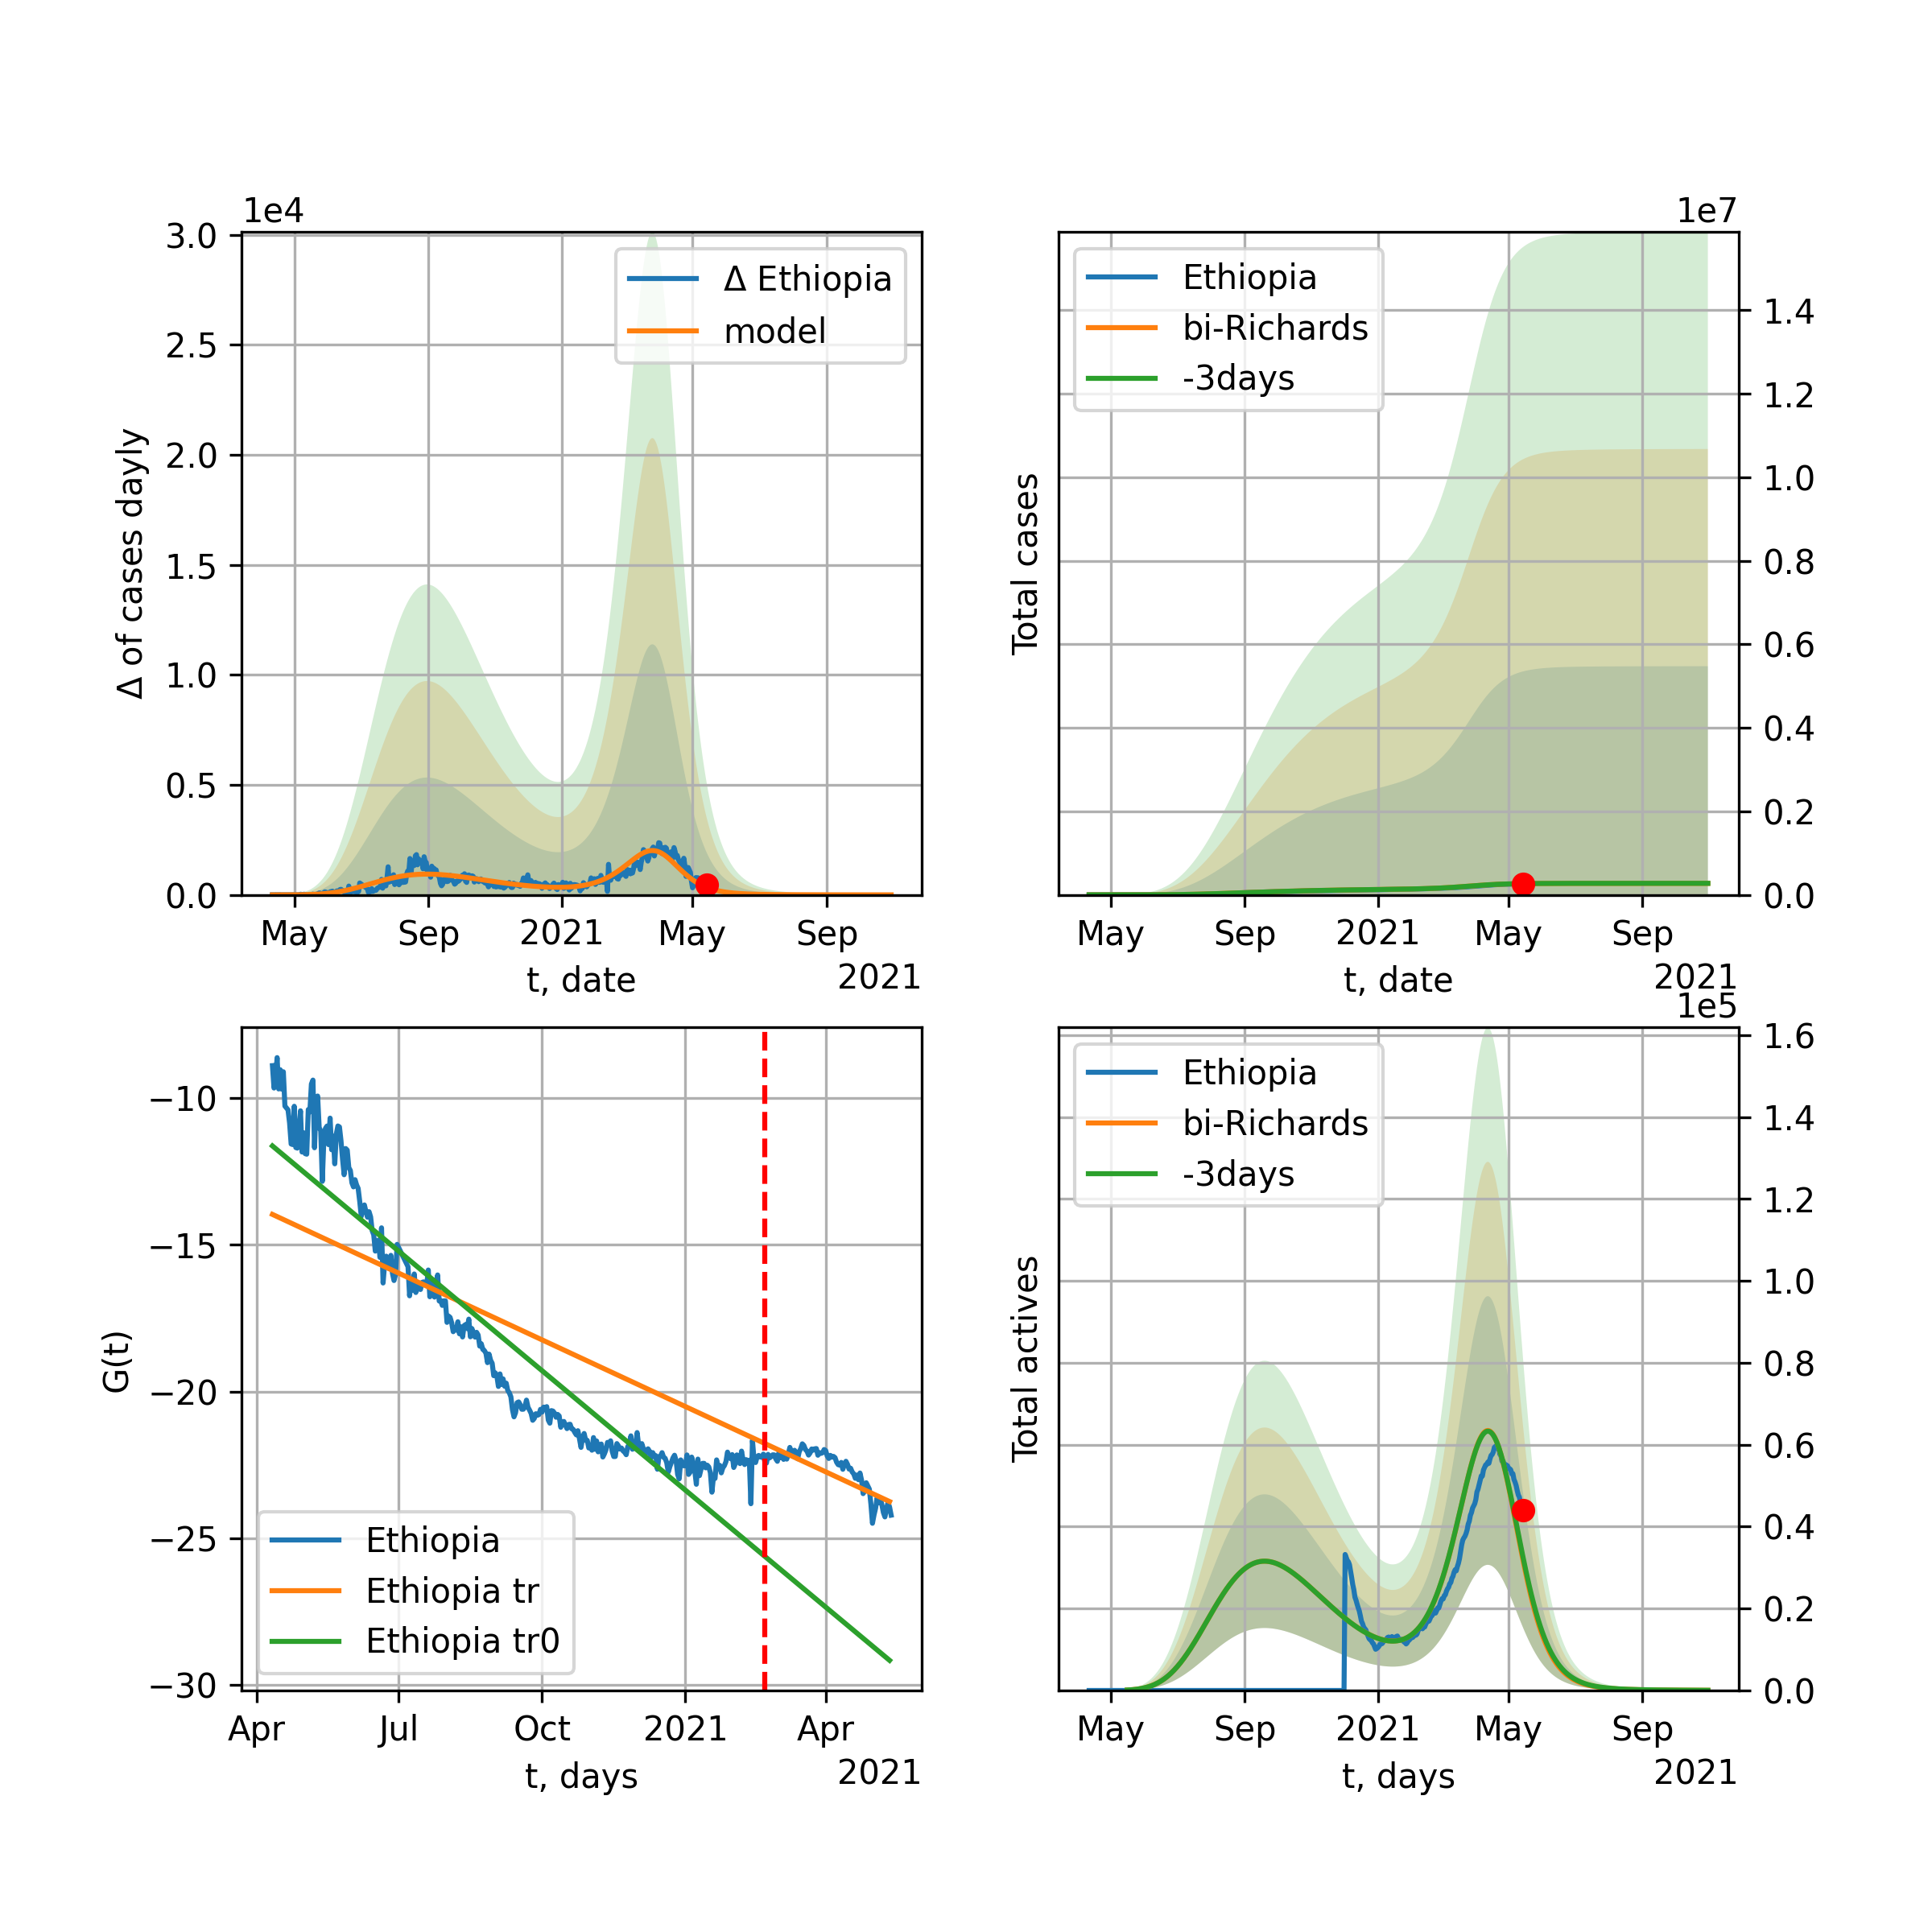 1e4
3.0
2.5
2.0
1.5
1.0
0.5
0.0
Δ of cases dayly
Δ Ethiopia
model
May Sep 2021 May Sep
t, date
2021
1e7
Ethiopia
bi-Richards
-3days
Total cases
1.4
1.2
1.0
0.8
0.6
0.4
0.2
0.0
May Sep 2021 May Sep
t, date
2021
G(t)
−10
−15
−20
−25
−30
Ethiopia
Ethiopia tr
Ethiopia tr0
Apr Jul Oct 2021 Apr
t, days
2021
1e5
Ethiopia
bi-Richards
-3days
Total actives
1.6
1.4
1.2
1.0
0.8
0.6
0.4
0.2
0.0
May Sep 2021 May Sep
t, days
2021